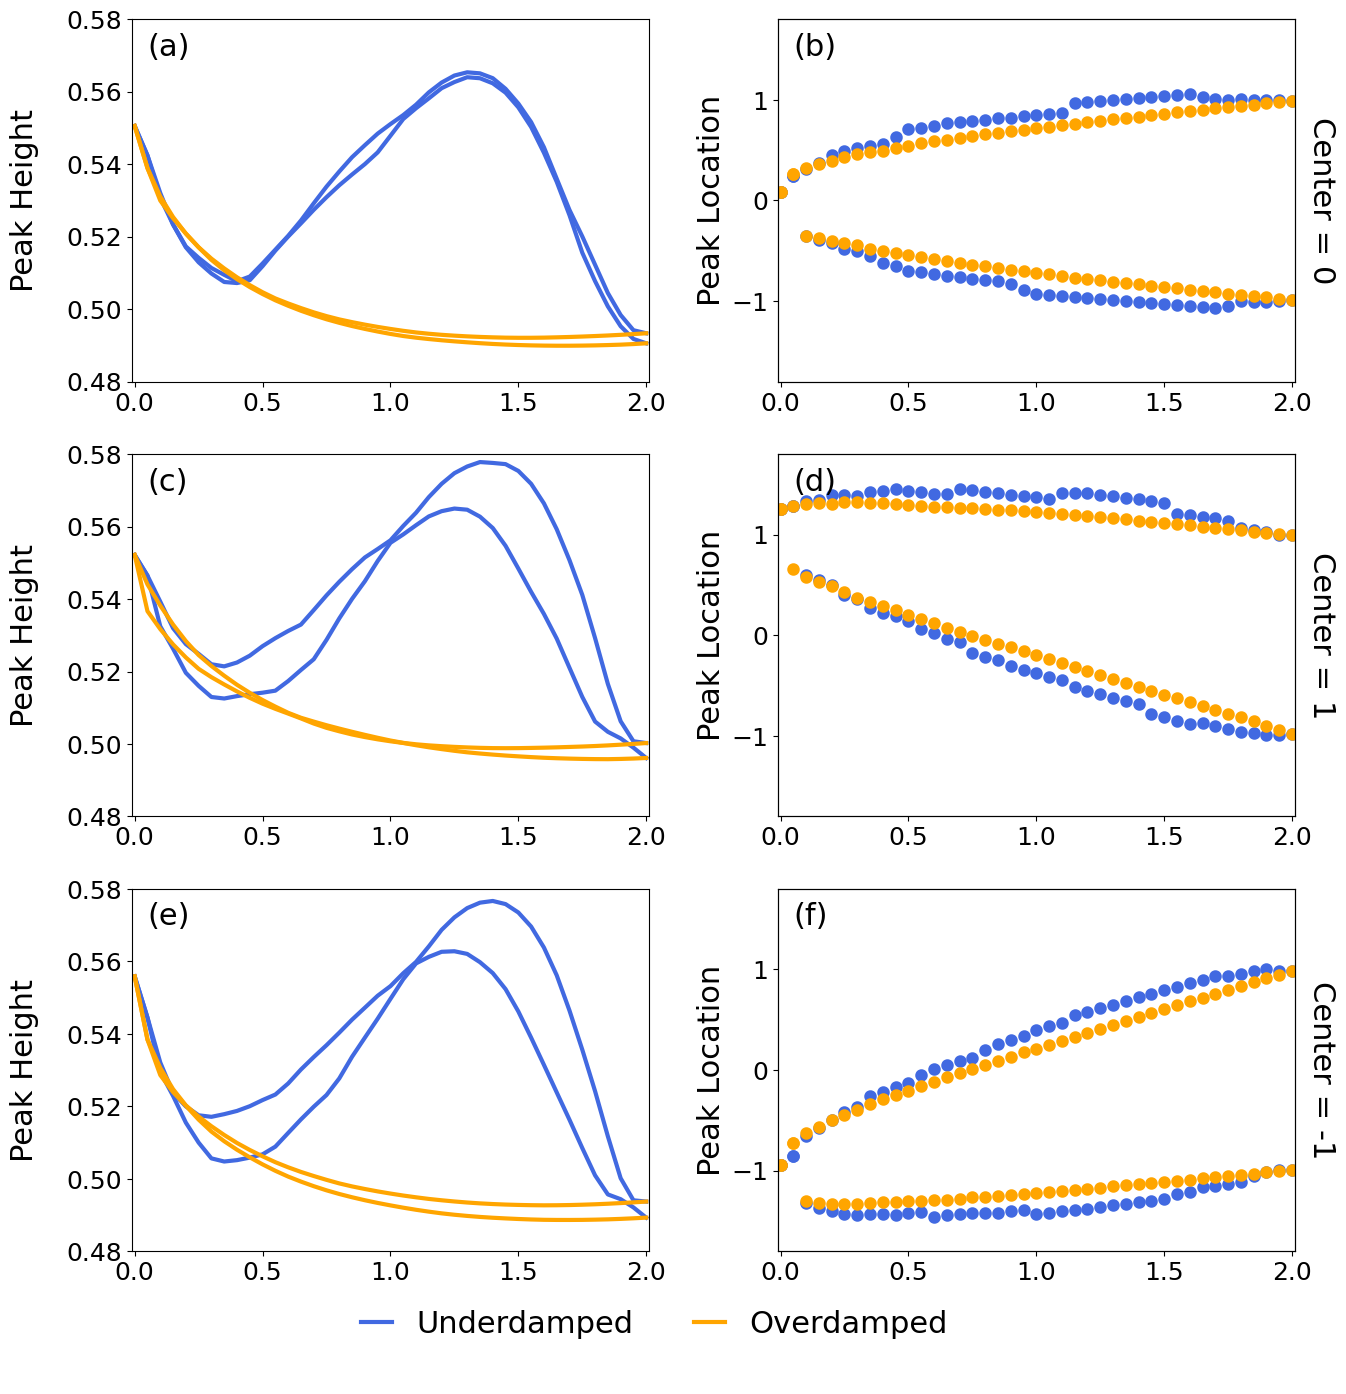 (a)
Peak Height
0.58
0.56
0.54
0.52
0.50
0.48
0.0 0.5 1.0 1.5 2.0
(b)
Peak Location
1
0
−1
0.0 0.5 1.0 1.5 2.0
Center = 0
(c)
Peak Height
0.58
0.56
0.54
0.52
0.50
0.48
0.0 0.5 1.0 1.5 2.0
(d)
Peak Location
1
0
−1
0.0 0.5 1.0 1.5 2.0
Center = 1
(e)
Peak Height
0.58
0.56
0.54
0.52
0.50
0.48
0.0 0.5 1.0 1.5 2.0
(f)
Peak Location
1
0
−1
0.0 0.5 1.0 1.5 2.0
Center = -1
Underdamped Overdamped